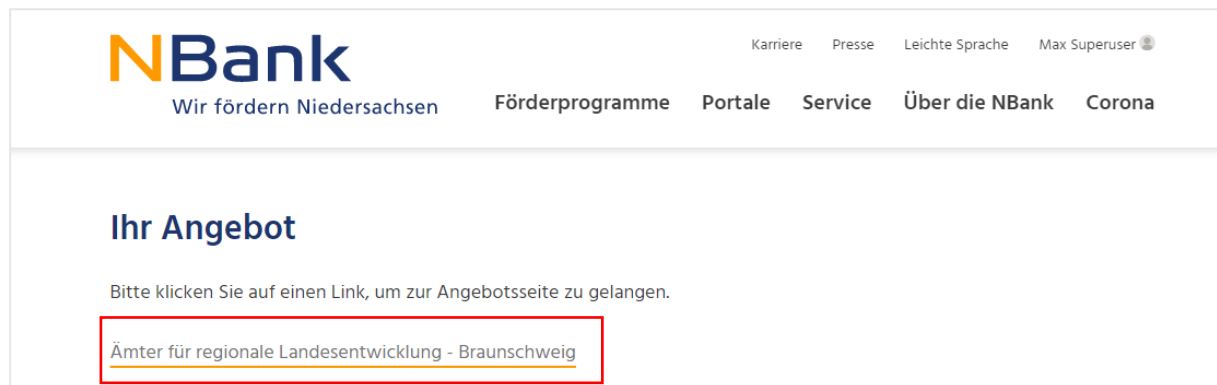 NBank
Wir fördern Niedersachsen
Karriere Presse Leichte Sprache Max Superuser
Förderprogramme Portale Service Über die NBank Corona
Ihr Angebot
Bitte klicken Sie auf einen Link, um zur Angebotsseite zu gelangen.
Ämter für regionale Landesentwicklung - Braunschweig